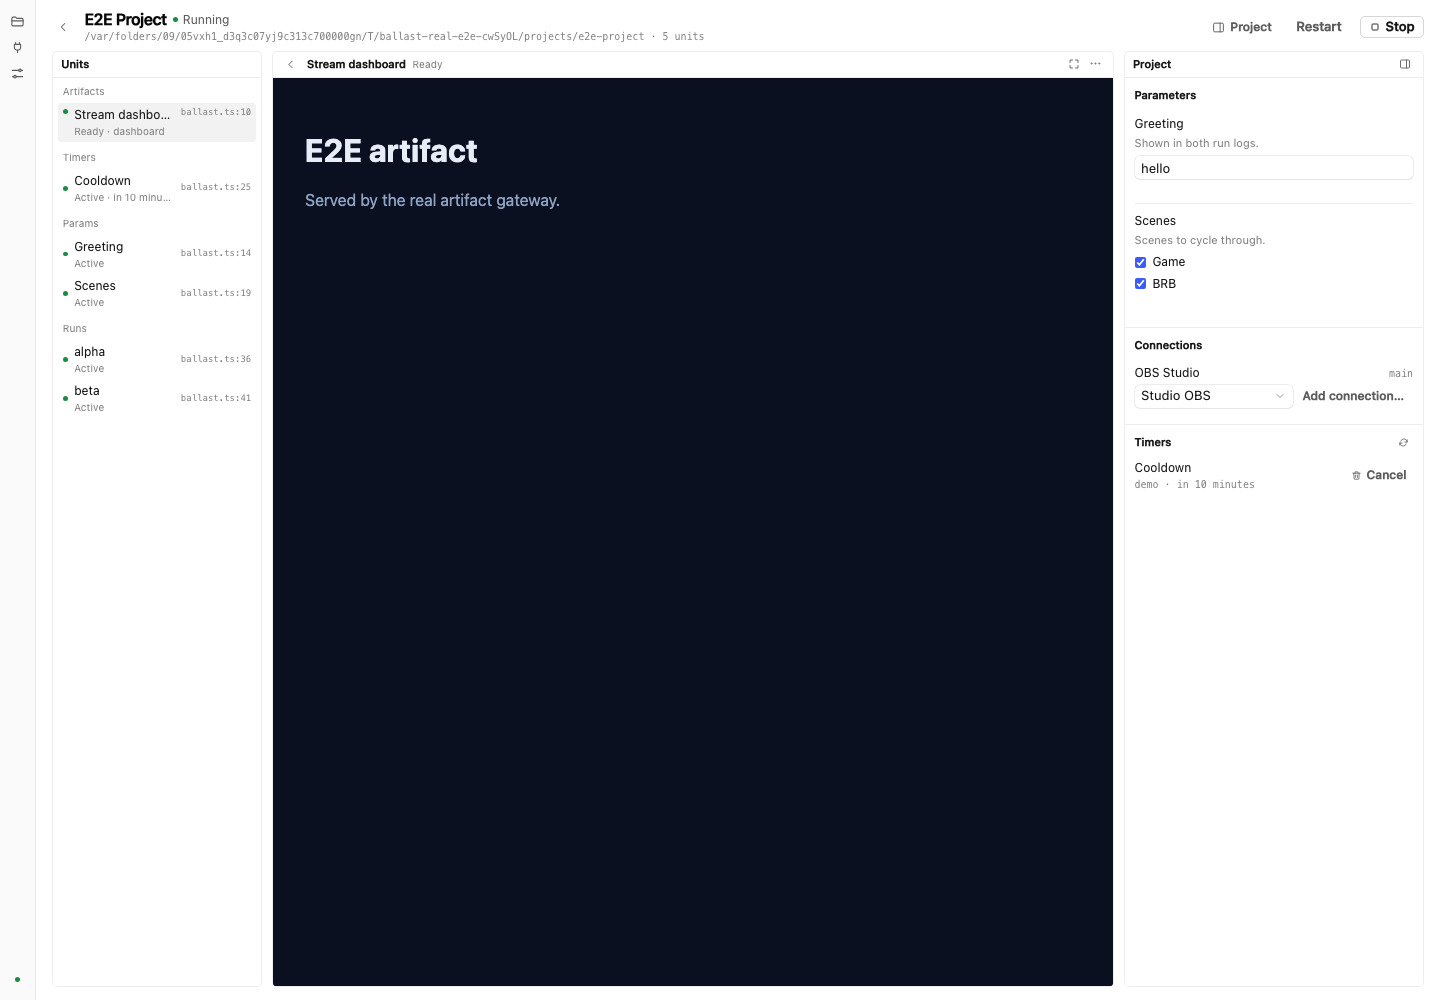 E2E Project Running
/var/folders/09/05vxh1_d3q3c07yj9c313c700000gn/T/ballast-real-e2e-cwSyOL/projects/e2e-project · 5 units
Project Restart Stop
Units
Artifacts
Stream dashbo... ballast.ts:10
Ready · dashboard
Timers
Cooldown ballast.ts:25
Active · in 10 minu...
Params
Greeting ballast.ts:14
Active
Scenes ballast.ts:19
Active
Runs
alpha ballast.ts:36
Active
beta ballast.ts:41
Active
Stream dashboard Ready
E2E artifact
Served by the real artifact gateway.
Project
Parameters
Greeting
Shown in both run logs.
hello
Scenes
Scenes to cycle through.
Game
BRB
Connections
OBS Studio main
Studio OBS Add connection...
Timers
Cooldown
demo · in 10 minutes
Cancel